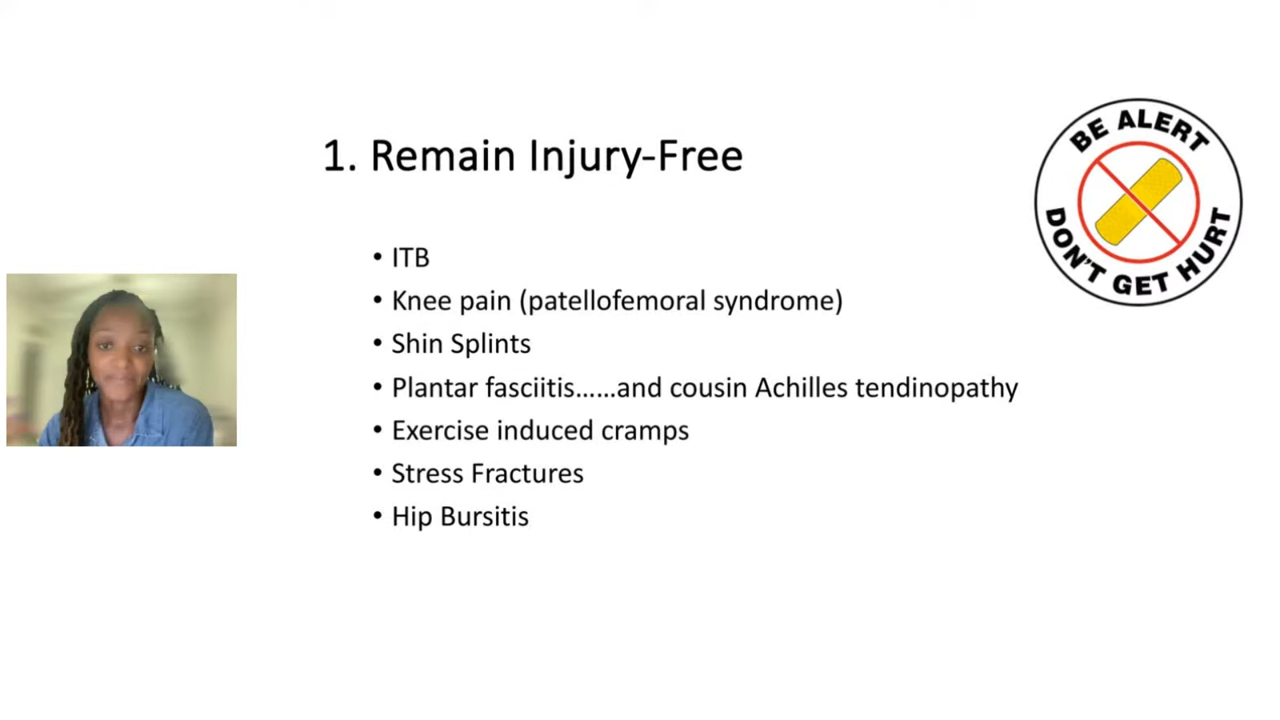 1. Remain Injury-Free
BE ALERT
DON'T GET HURT
• ITB
• Knee pain (patellofemoral syndrome)
• Shin Splints
• Plantar fasciitis......and cousin Achilles tendinopathy
• Exercise induced cramps
• Stress Fractures
• Hip Bursitis